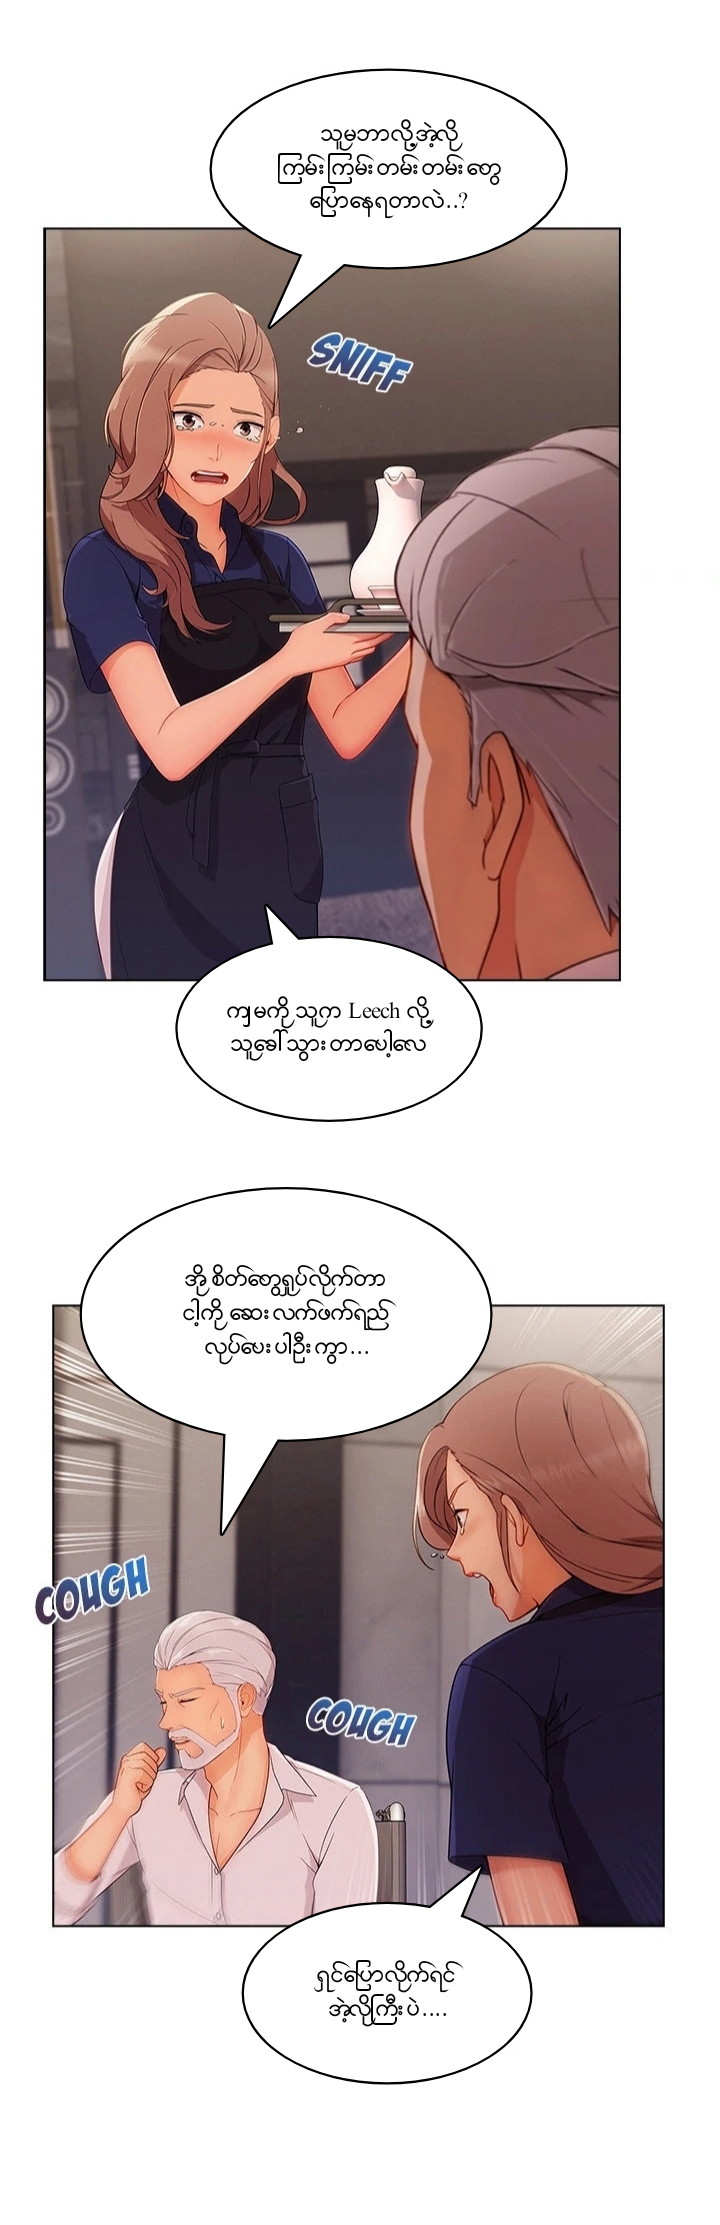 သူမဘာလို့အဲ့လို
ကြမ်းကြမ်းတမ်းတမ်းတွေ
ပြောနေရတာလဲ..?
SNIFF
ကျမကို သူက Leech လို့
သူခေါ်သွားတာပေါ့လေ
အို စိတ်တွေရှုပ်လိုက်တာ
ငါ့ကို ဆေးလက်ဖက်ရည်
လုပ်ပေးပါဦးကွာ...
COUGH
COUGH
ရှင်ပြောလိုက်ရင်
အဲ့လိုကြီးပဲ....